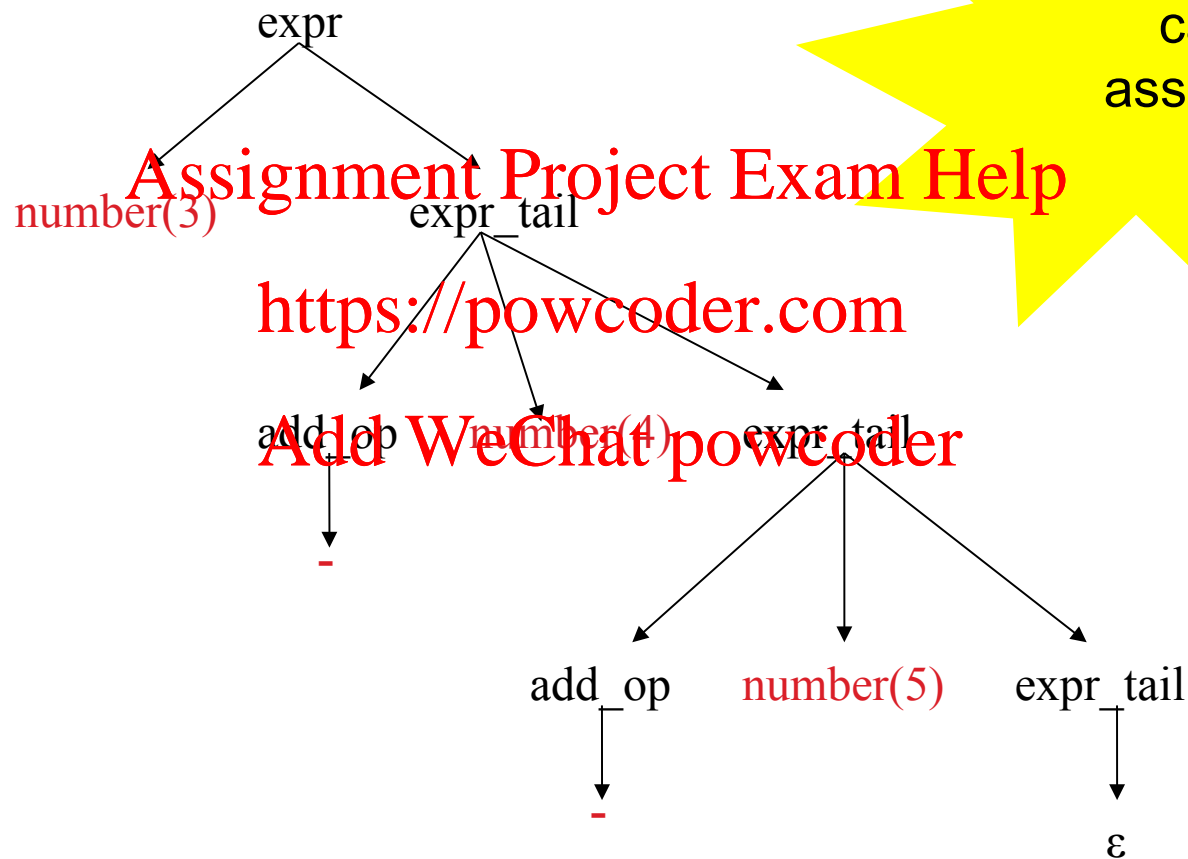 expr
ass
Assignment Project Exam Help
number(3) expr_tail
https://powcoder.com
add_op number(4) expr_tail
Add WeChat powcoder
-
add_op number(5) expr_tail
-
ε